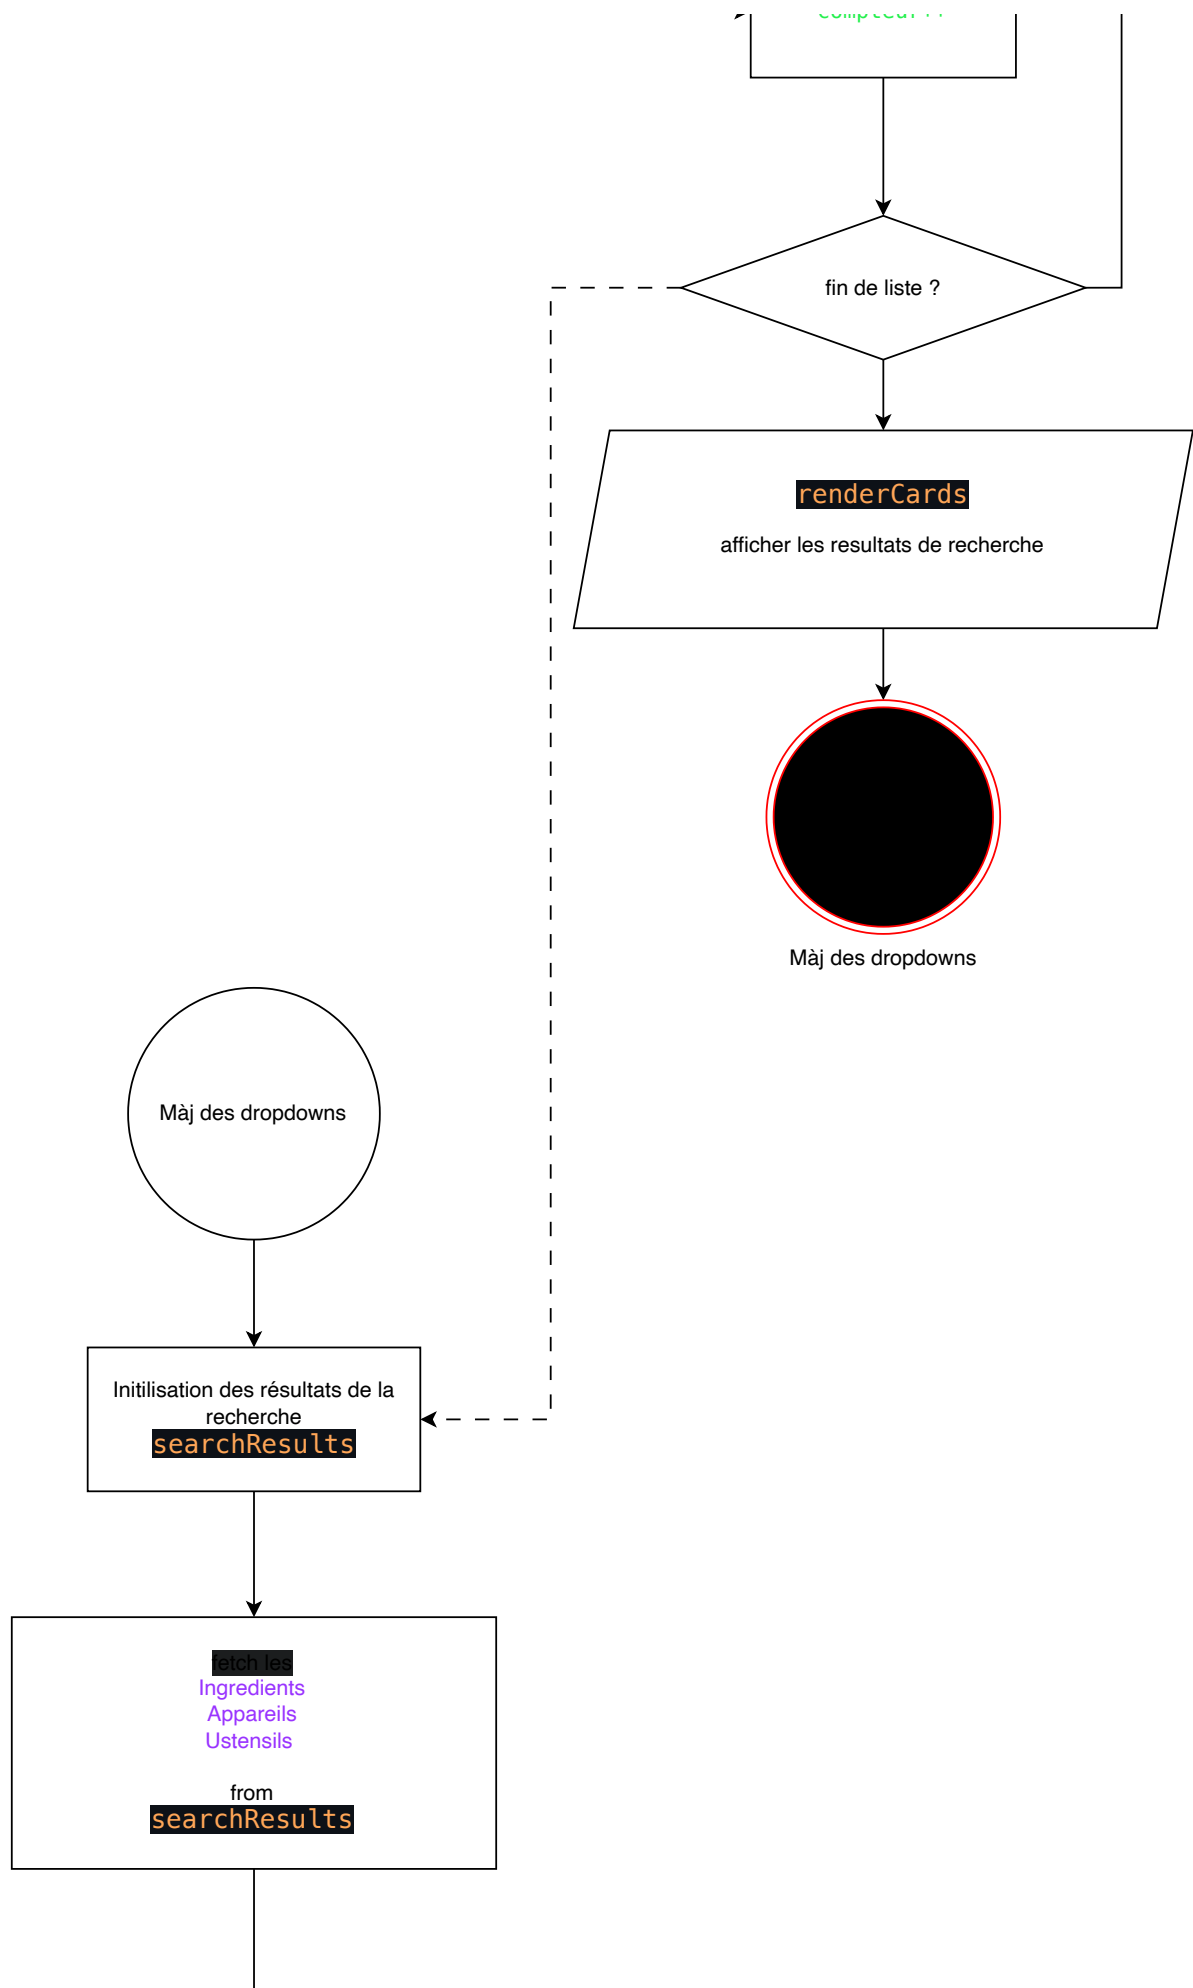 fin de liste ?
renderCards
afficher les resultats de recherche
Màj des dropdowns
Màj des dropdowns
Initilisation des résultats de la
recherche
searchResults
fetch les
Ingredients
Appareils
Ustensils
from
searchResults